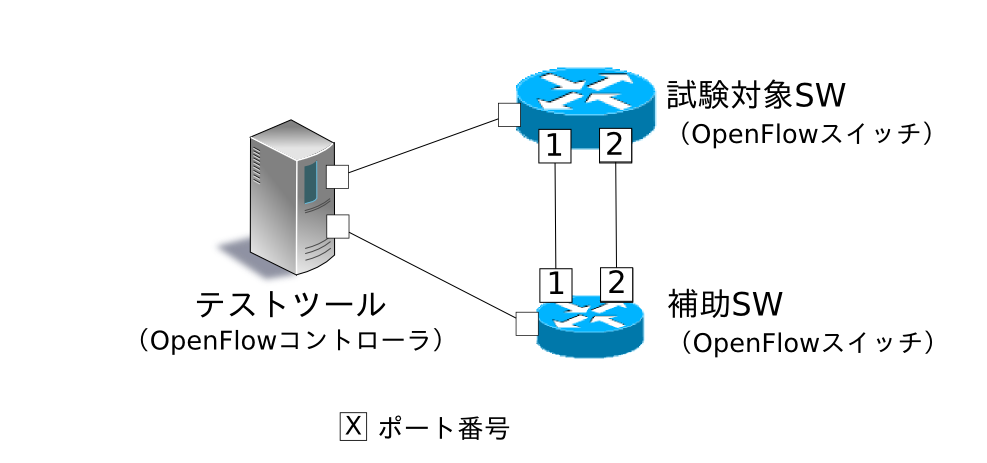 試験対象SW
（OpenFlowスイッチ）
1 2
1 2
テストツール
（OpenFlowコントローラ）
補助SW
（OpenFlowスイッチ）
X ポート番号